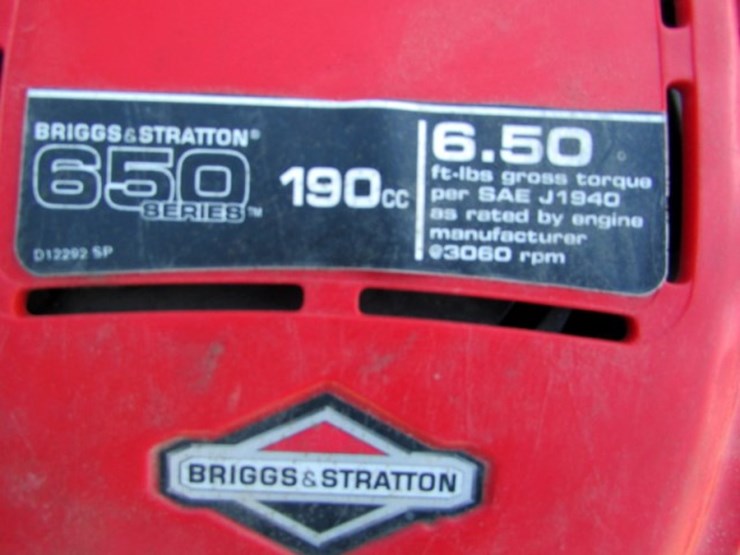 BRIGGS&STRATTON®
650
SERIES™
D12292 SP
190cc
6.50
ft-lbs gross torque
per SAE J1940
as rated by engine
manufacturer
@3060 rpm
BRIGGS&STRATTON